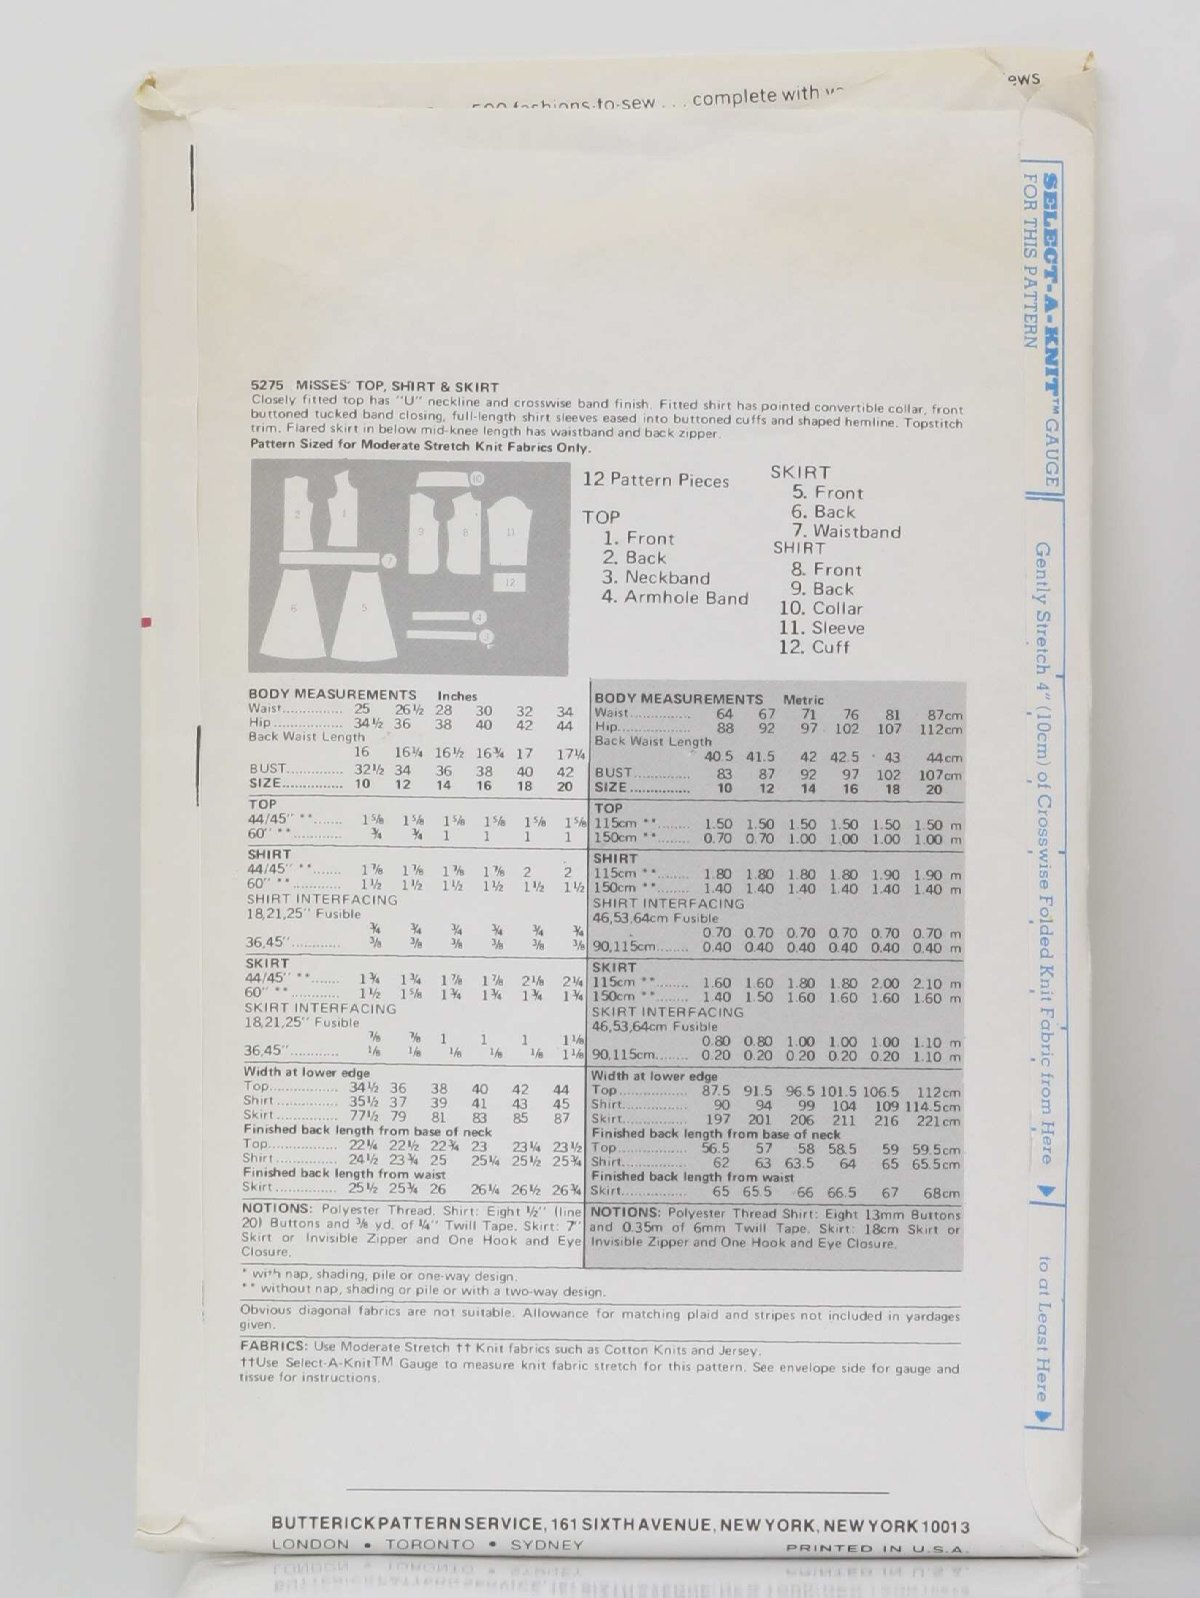 ews
fashions-to-sew . . . complete with
SELECT-A-KNIT™ GAUGE
FOR THIS PATTERN
Gently Stretch 4" (10cm) of Crosswise Folded Knit Fabric from Here
to at Least Here
5275 MISSES' TOP, SHIRT & SKIRT
Closely fitted top has "U" neckline and crosswise band finish. Fitted shirt has pointed convertible collar, front
buttoned tucked band closing, full-length shirt sleeves eased into buttoned cuffs and shaped hemline. Topstitch
trim. Flared skirt in below mid-knee length has waistband and back zipper.
Pattern Sized for Moderate Stretch Knit Fabrics Only.
2 1 10 9 8 11
7 12
6 5 4
3
12 Pattern Pieces
TOP
1. Front
2. Back
3. Neckband
4. Armhole Band
SKIRT
5. Front
6. Back
7. Waistband
SHIRT
8. Front
9. Back
10. Collar
11. Sleeve
12. Cuff
BODY MEASUREMENTS Inches
Waist............... 25 26½ 28 30 32 34
Hip ................. 34½ 36 38 40 42 44
Back Waist Length
16 16¼ 16½ 16¾ 17 17¼
BUST.............. 32½ 34 36 38 40 42
SIZE............... 10 12 14 16 18 20
TOP
44/45" **....... 1⅝ 1⅝ 1⅝ 1⅝ 1⅝ 1⅝
60" **............ ¾ ¾ 1 1 1 1
SHIRT
44/45" **....... 1⅞ 1⅞ 1⅞ 1⅞ 2 2
60" **............ 1½ 1½ 1½ 1½ 1½ 1½
SHIRT INTERFACING
18,21,25" Fusible
¾ ¾ ¾ ¾ ¾ ¾
36,45"............ ⅜ ⅜ ⅜ ⅜ ⅜ ⅜
SKIRT
44/45" **....... 1¾ 1¾ 1⅞ 1⅞ 2⅛ 2¼
60" **............ 1½ 1⅝ 1¾ 1¾ 1¾ 1¾
SKIRT INTERFACING
18,21,25" Fusible
⅞ ⅞ 1 1 1 1⅛
36,45"............ ⅛ ⅛ ⅛ ⅛ ⅛ 1⅛
Width at lower edge
Top................. 34½ 36 38 40 42 44
Shirt............... 35½ 37 39 41 43 45
Skirt............... 77½ 79 81 83 85 87
Finished back length from base of neck
Top................. 22¼ 22½ 22¾ 23 23¼ 23½
Shirt............... 24½ 23¾ 25 25¼ 25½ 25¾
Finished back length from waist
Skirt............... 25½ 25¾ 26 26¼ 26½ 26¾
NOTIONS: Polyester Thread. Shirt: Eight ½" (line
20) Buttons and ⅜ yd. of ¼" Twill Tape. Skirt: 7"
Skirt or Invisible Zipper and One Hook and Eye
Closure.
BODY MEASUREMENTS Metric
Waist............... 64 67 71 76 81 87cm
Hip.................. 88 92 97 102 107 112cm
Back Waist Length
40.5 41.5 42 42.5 43 44cm
BUST.............. 83 87 92 97 102 107cm
SIZE ............... 10 12 14 16 18 20
TOP
115cm **........ 1.50 1.50 1.50 1.50 1.50 1.50 m
150cm **........ 0.70 0.70 1.00 1.00 1.00 1.00 m
SHIRT
115cm **........ 1.80 1.80 1.80 1.80 1.90 1.90 m
150cm **........ 1.40 1.40 1.40 1.40 1.40 1.40 m
SHIRT INTERFACING
46,53,64cm Fusible
0.70 0.70 0.70 0.70 0.70 0.70 m
90,115cm........ 0.40 0.40 0.40 0.40 0.40 0.40 m
SKIRT
115cm **........ 1.60 1.60 1.80 1.80 2.00 2.10 m
150cm **........ 1.40 1.50 1.60 1.60 1.60 1.60 m
SKIRT INTERFACING
46,53,64cm Fusible
0.80 0.80 1.00 1.00 1.00 1.10 m
90,115cm........ 0.20 0.20 0.20 0.20 0.20 1.10 m
Width at lower edge
Top................. 87.5 91.5 96.5 101.5 106.5 112cm
Shirt............... 90 94 99 104 109 114.5cm
Skirt............... 197 201 206 211 216 221cm
Finished back length from base of neck
Top................. 56.5 57 58 58.5 59 59.5cm
Shirt............... 62 63 63.5 64 65 65.5cm
Finished back length from waist
Skirt............... 65 65.5 66 66.5 67 68cm
NOTIONS: Polyester Thread Shirt: Eight 13mm Buttons
and 0.35m of 6mm Twill Tape. Skirt: 18cm Skirt or
Invisible Zipper and One Hook and Eye Closure.
* with nap, shading, pile or one-way design.
** without nap, shading or pile or with a two-way design.
Obvious diagonal fabrics are not suitable. Allowance for matching plaid and stripes not included in yardages
given.
FABRICS: Use Moderate Stretch †† Knit fabrics such as Cotton Knits and Jersey.
††Use Select-A-Knit™ Gauge to measure knit fabric stretch for this pattern. See envelope side for gauge and
tissue for instructions.
BUTTERICK PATTERN SERVICE, 161 SIXTH AVENUE, NEW YORK, NEW YORK 10013
LONDON • TORONTO • SYDNEY PRINTED IN U.S.A.